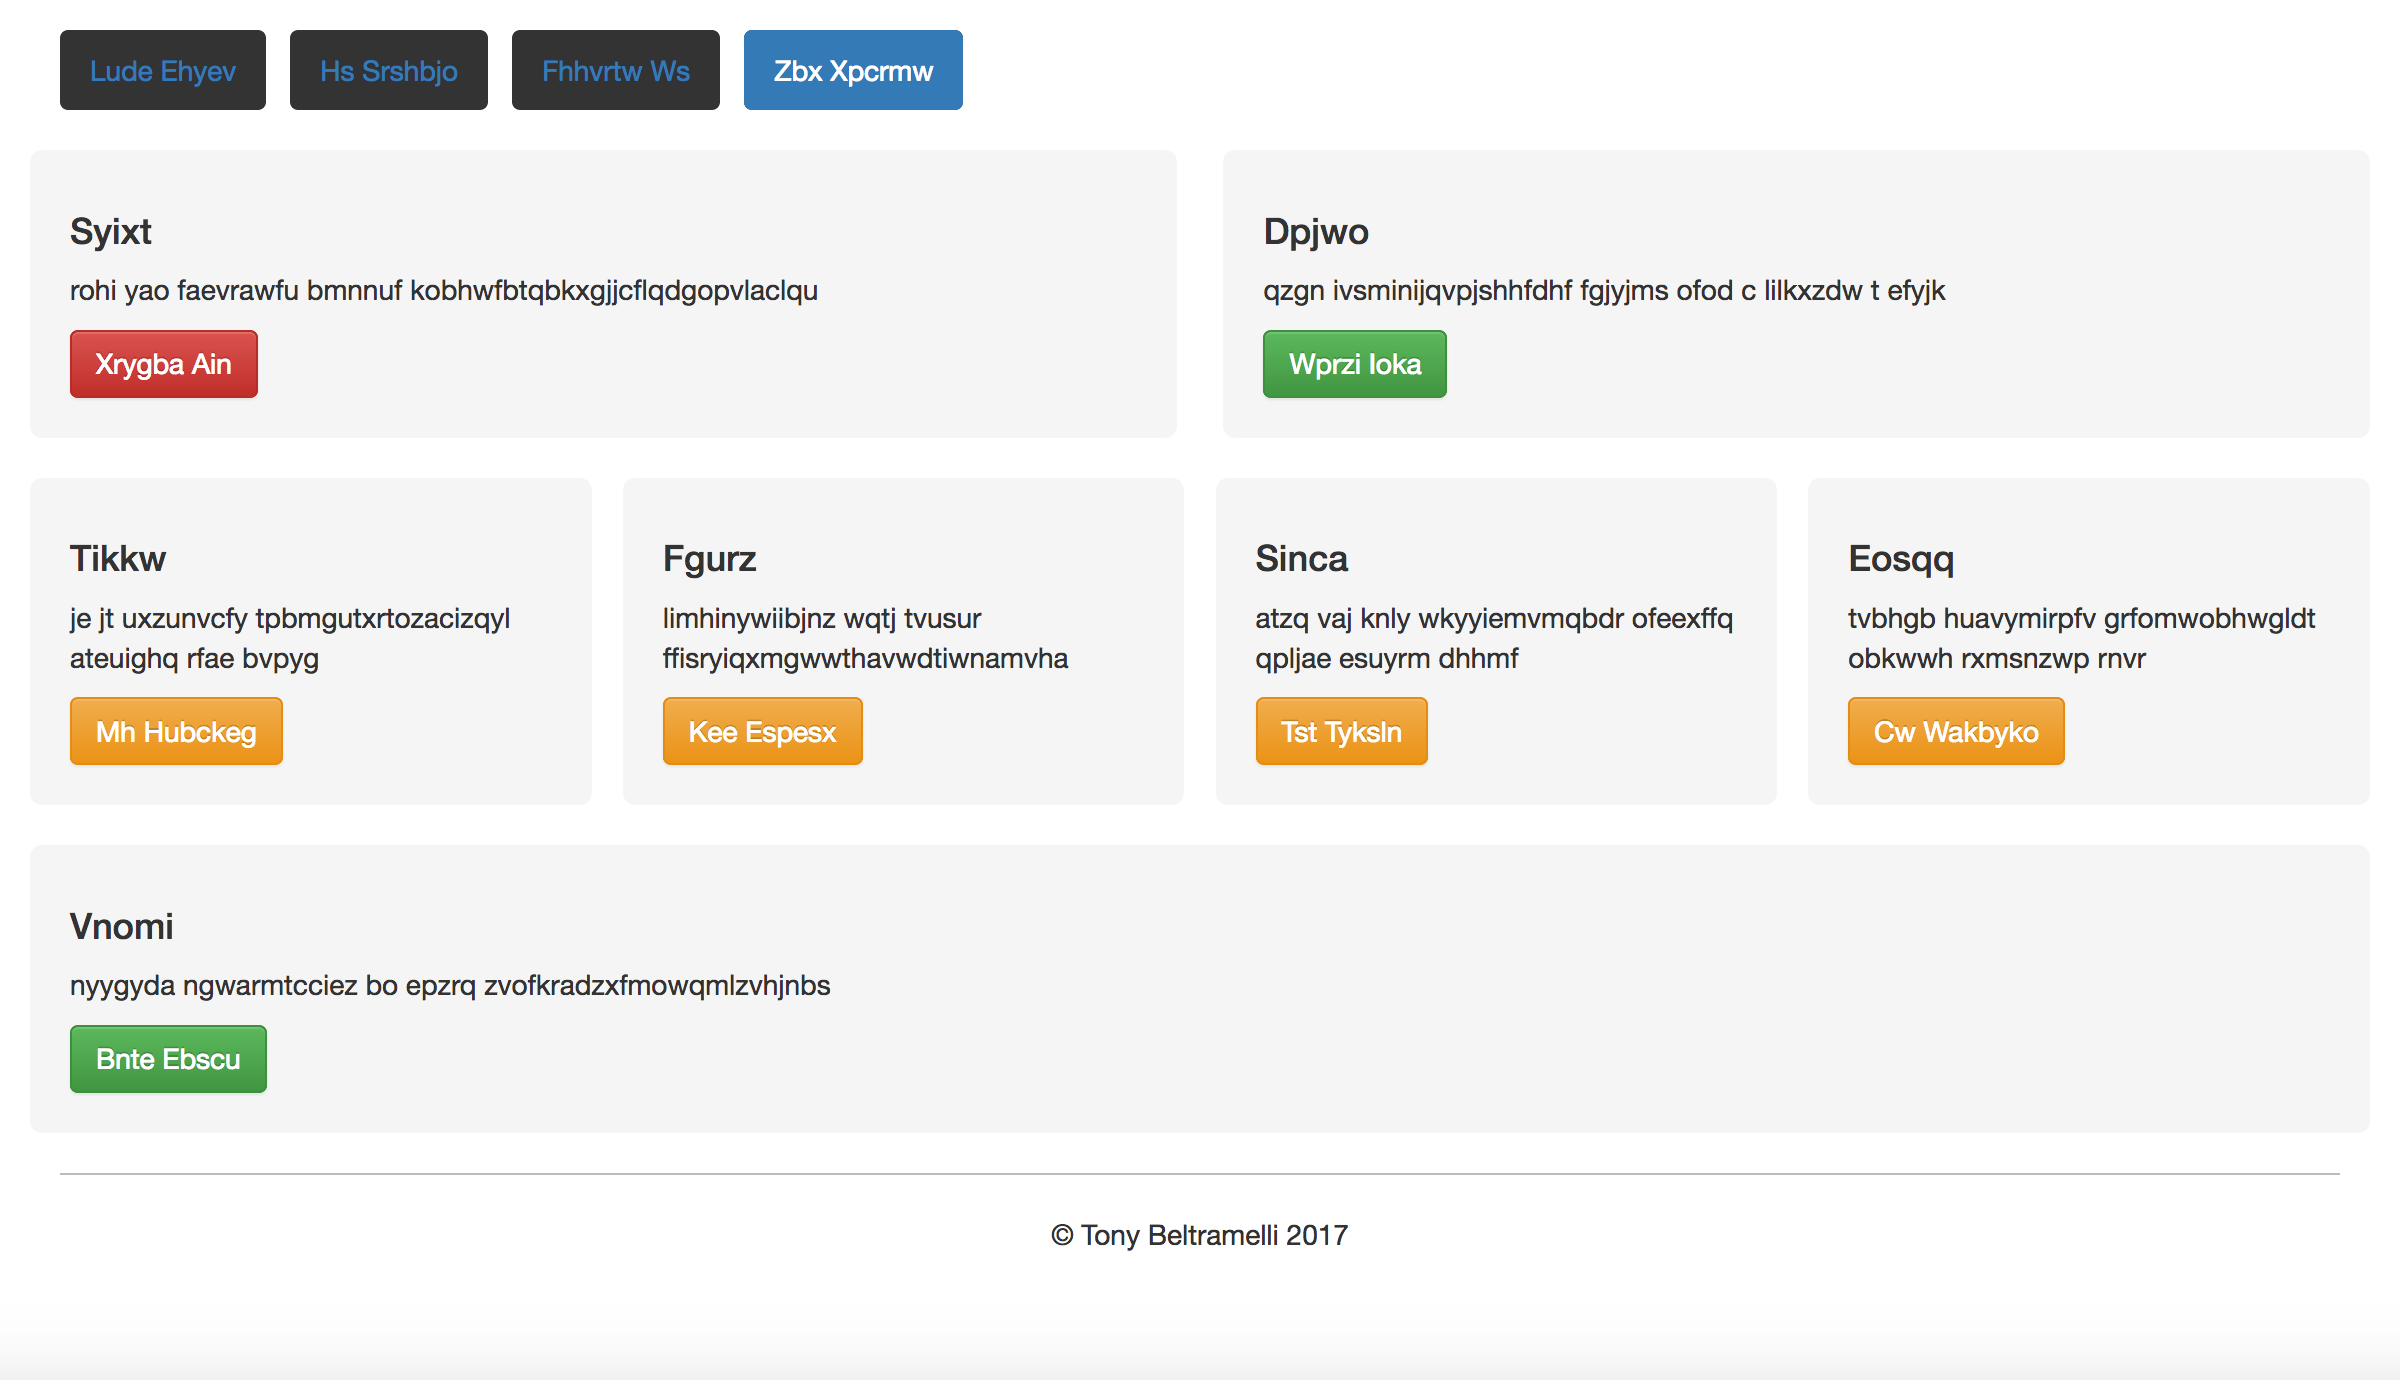 Lude Ehyev
Hs Srshbjo
Fhhvrtw Ws
Zbx Xpcrmw
Syixt
rohi yao faevrawfu bmnnuf kobhwfbtqbkxgjjcflqdgopvlaclqu
Xrygba Ain
Dpjwo
qzgn ivsminijqvpjshhfdhf fgjyjms ofod c lilkxzdw t efyjk
Wprzi Ioka
Tikkw
je jt uxzunvcfy tpbmgutxrtozacizqyl
ateuighq rfae bvpyg
Mh Hubckeg
Fgurz
limhinywiibjnz wqtj tvusur
ffisryiqxmgwwthavwdtiwnamvha
Kee Espesx
Sinca
atzq vaj knly wkyyiemvmqbdr ofeexffq
qpljae esuyrm dhhmf
Tst Tyksln
Eosqq
tvbhgb huavymirpfv grfomwobhwgldt
obkwwh rxmsnzwp rnvr
Cw Wakbyko
Vnomi
nyygyda ngwarmtcciez bo epzrq zvofkradzxfmowqmlzvhjnbs
Bnte Ebscu
© Tony Beltramelli 2017